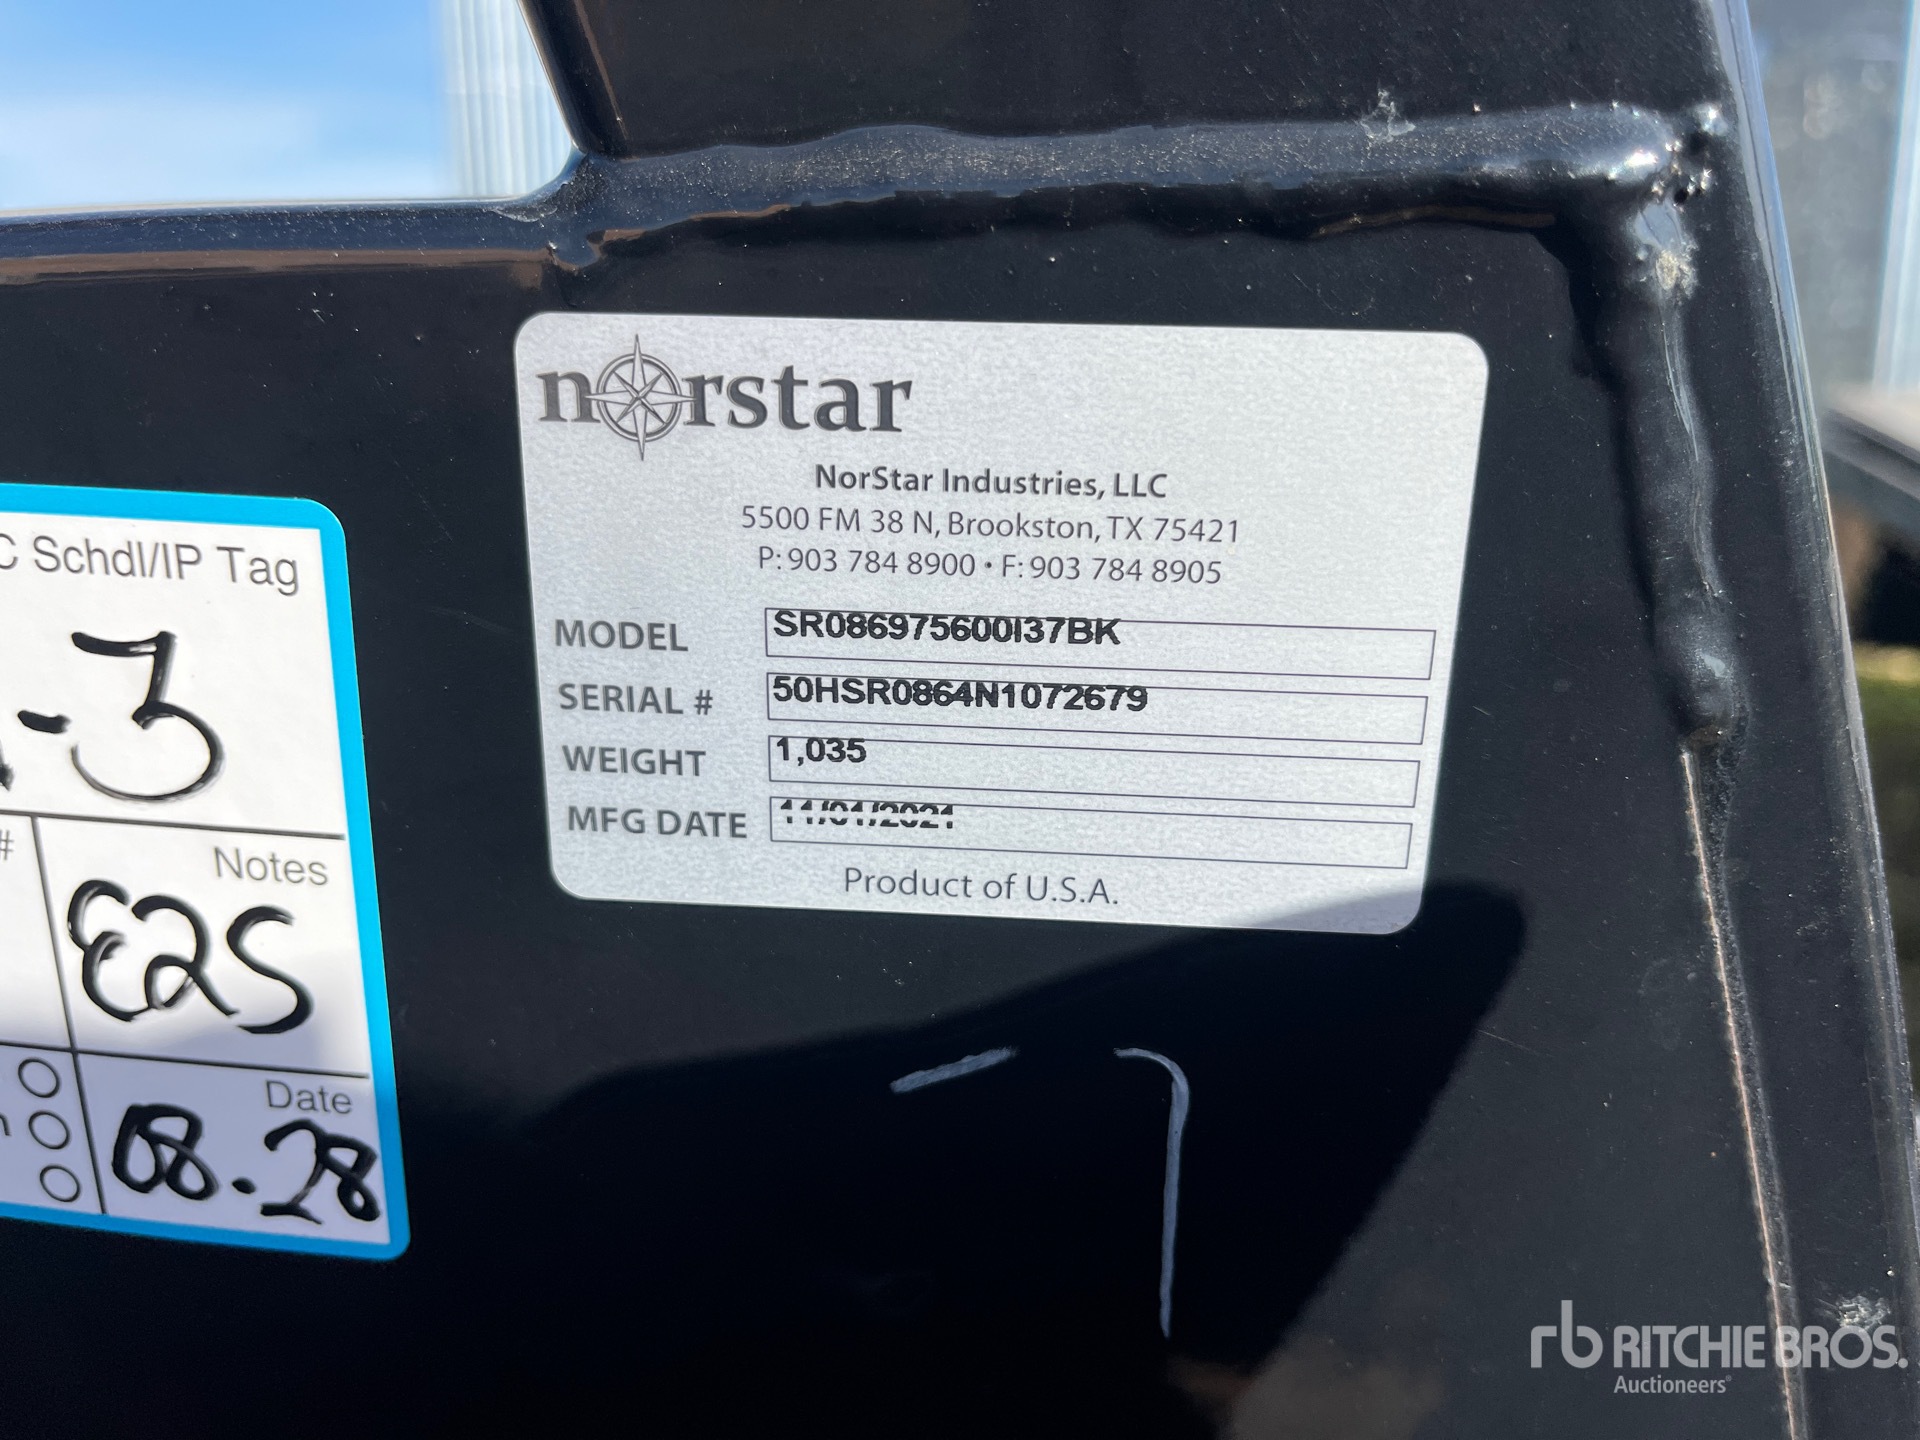 norstar
NorStar Industries, LLC
5500 FM 38 N, Brookston, TX 75421
P: 903 784 8900 • F: 903 784 8905
MODEL SR086975600I37BK
SERIAL # 50HSR0864N1072679
WEIGHT 1,035
MFG DATE 11/01/2021
Product of U.S.A.
C Schdl/IP Tag
-3
#
Notes
E2S
Date
08.28
rb RITCHIE BROS.
Auctioneers